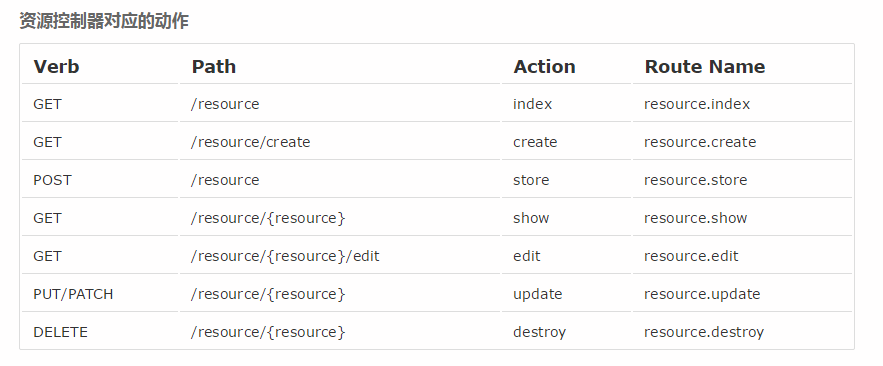 资源控制器对应的动作
Verb Path Action Route Name
GET /resource index resource.index
GET /resource/create create resource.create
POST /resource store resource.store
GET /resource/{resource} show resource.show
GET /resource/{resource}/edit edit resource.edit
PUT/PATCH /resource/{resource} update resource.update
DELETE /resource/{resource} destroy resource.destroy